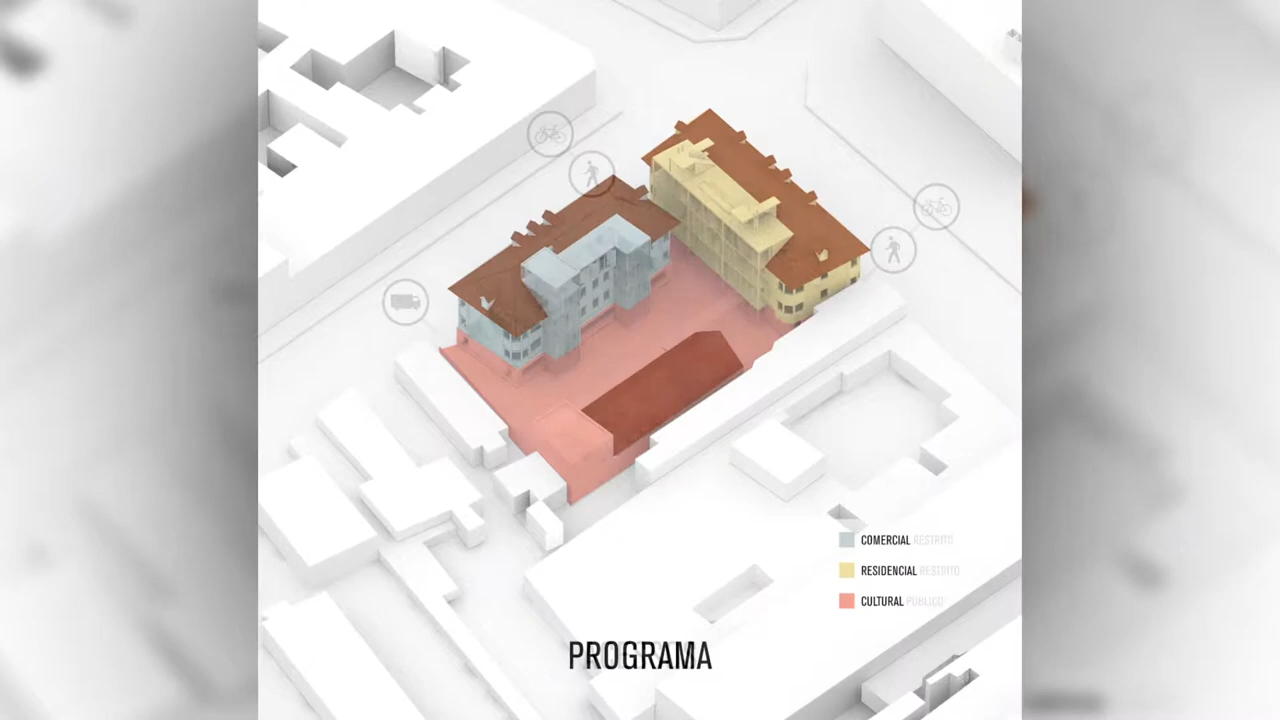 COMERCIAL RESTRITO
RESIDENCIAL RESTRITO
CULTURAL PÚBLICO
PROGRAMA